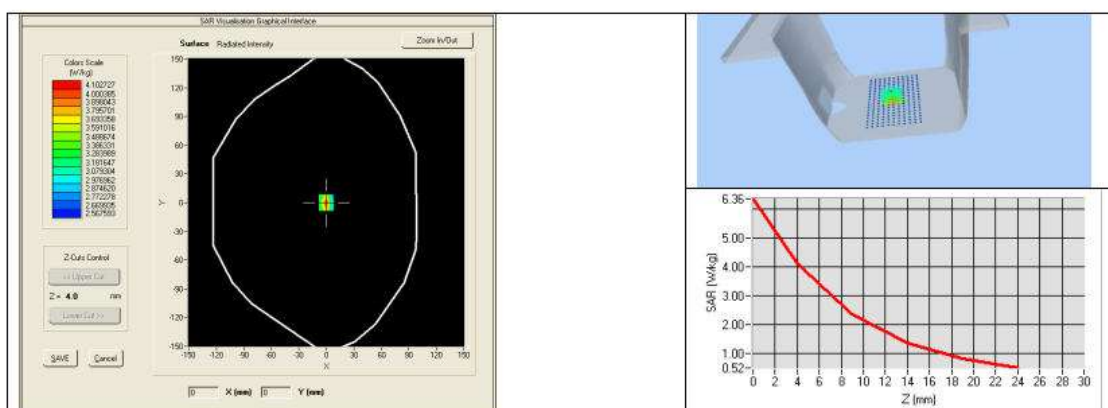 SAR Visualisation Graphical Interface
Surface Radiated Intensity
Zoom In/Out
Colors Scale
(W/kg)
4.102727
4.000385
3.898043
3.795701
3.693358
3.591016
3.488674
3.386331
3.283989
3.181647
3.079304
2.976962
2.874620
2.772278
2.669935
2.567593
Z-Cuts Control
<< Upper Cut
Z = 4.0 mm
Lower Cut >>
SAVE Cancel
150
120
90
60
30
0
-30
-60
-90
-120
-150
Y
-150 -120 -90 -60 -30 0 30 60 90 120 150
X
0 X (mm) 0 Y (mm)
6.35
5.00
4.00
3.00
2.00
1.00
0.52
SAR (W/kg)
0 2 4 6 8 10 12 14 16 18 20 22 24 26 28 30
Z (mm)